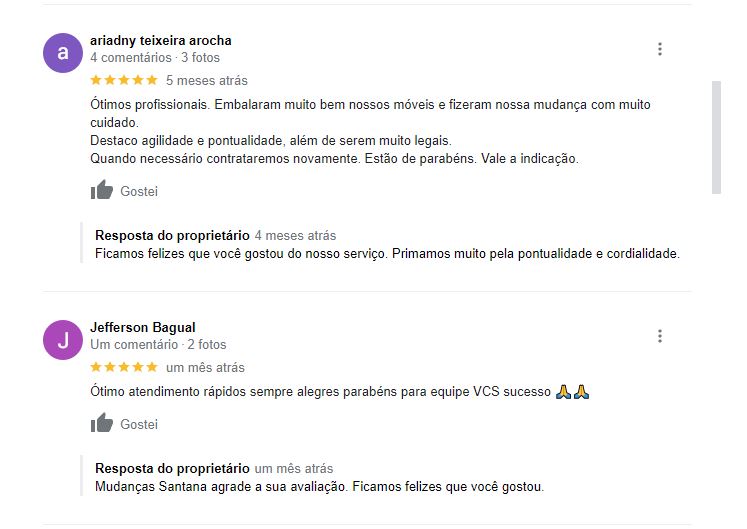 a
ariadny teixeira arocha
4 comentários · 3 fotos
5 meses atrás
Ótimos profissionais. Embalaram muito bem nossos móveis e fizeram nossa mudança com muito
cuidado.
Destaco agilidade e pontualidade, além de serem muito legais.
Quando necessário contrataremos novamente. Estão de parabéns. Vale a indicação.
Gostei
Resposta do proprietário 4 meses atrás
Ficamos felizes que você gostou do nosso serviço. Primamos muito pela pontualidade e cordialidade.
J
Jefferson Bagual
Um comentário · 2 fotos
um mês atrás
Ótimo atendimento rápidos sempre alegres parabéns para equipe VCS sucesso 🙏🙏
Gostei
Resposta do proprietário um mês atrás
Mudanças Santana agrade a sua avaliação. Ficamos felizes que você gostou.